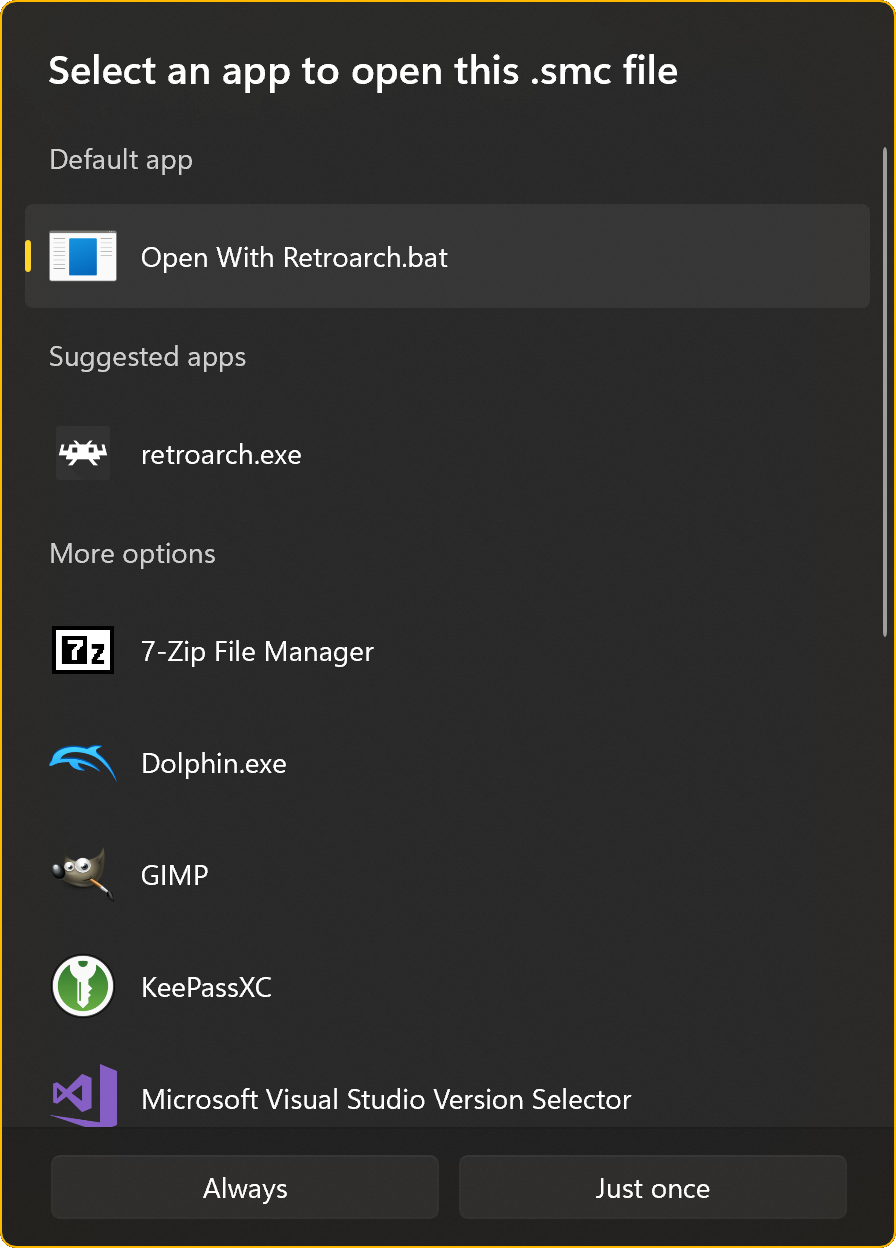 Select an app to open this .smc file
Default app
Open With Retroarch.bat
Suggested apps
retroarch.exe
More options
7z
7-Zip File Manager
Dolphin.exe
GIMP
KeePassXC
Microsoft Visual Studio Version Selector
Always
Just once